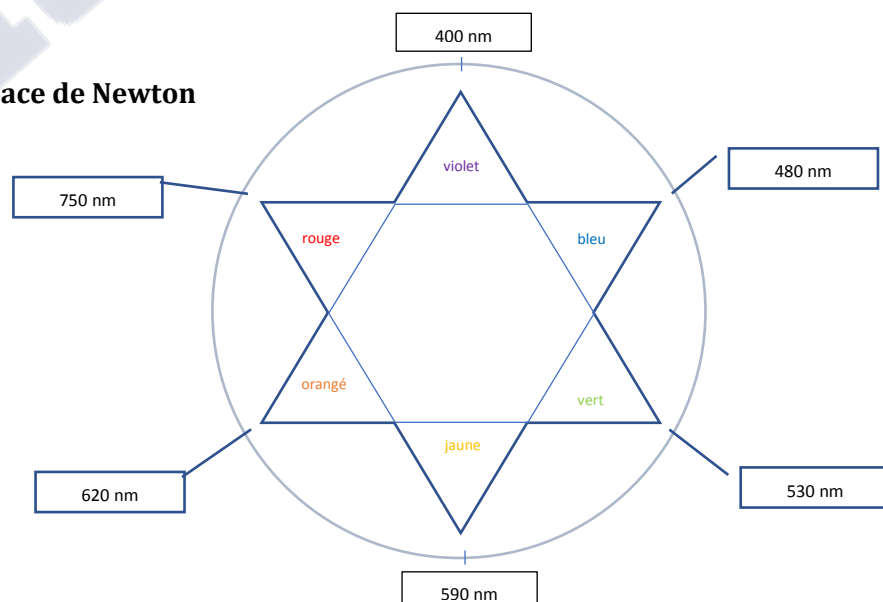 400 nm
ace de Newton
violet
480 nm
750 nm
rouge
bleu
orangé
vert
jaune
620 nm
530 nm
590 nm